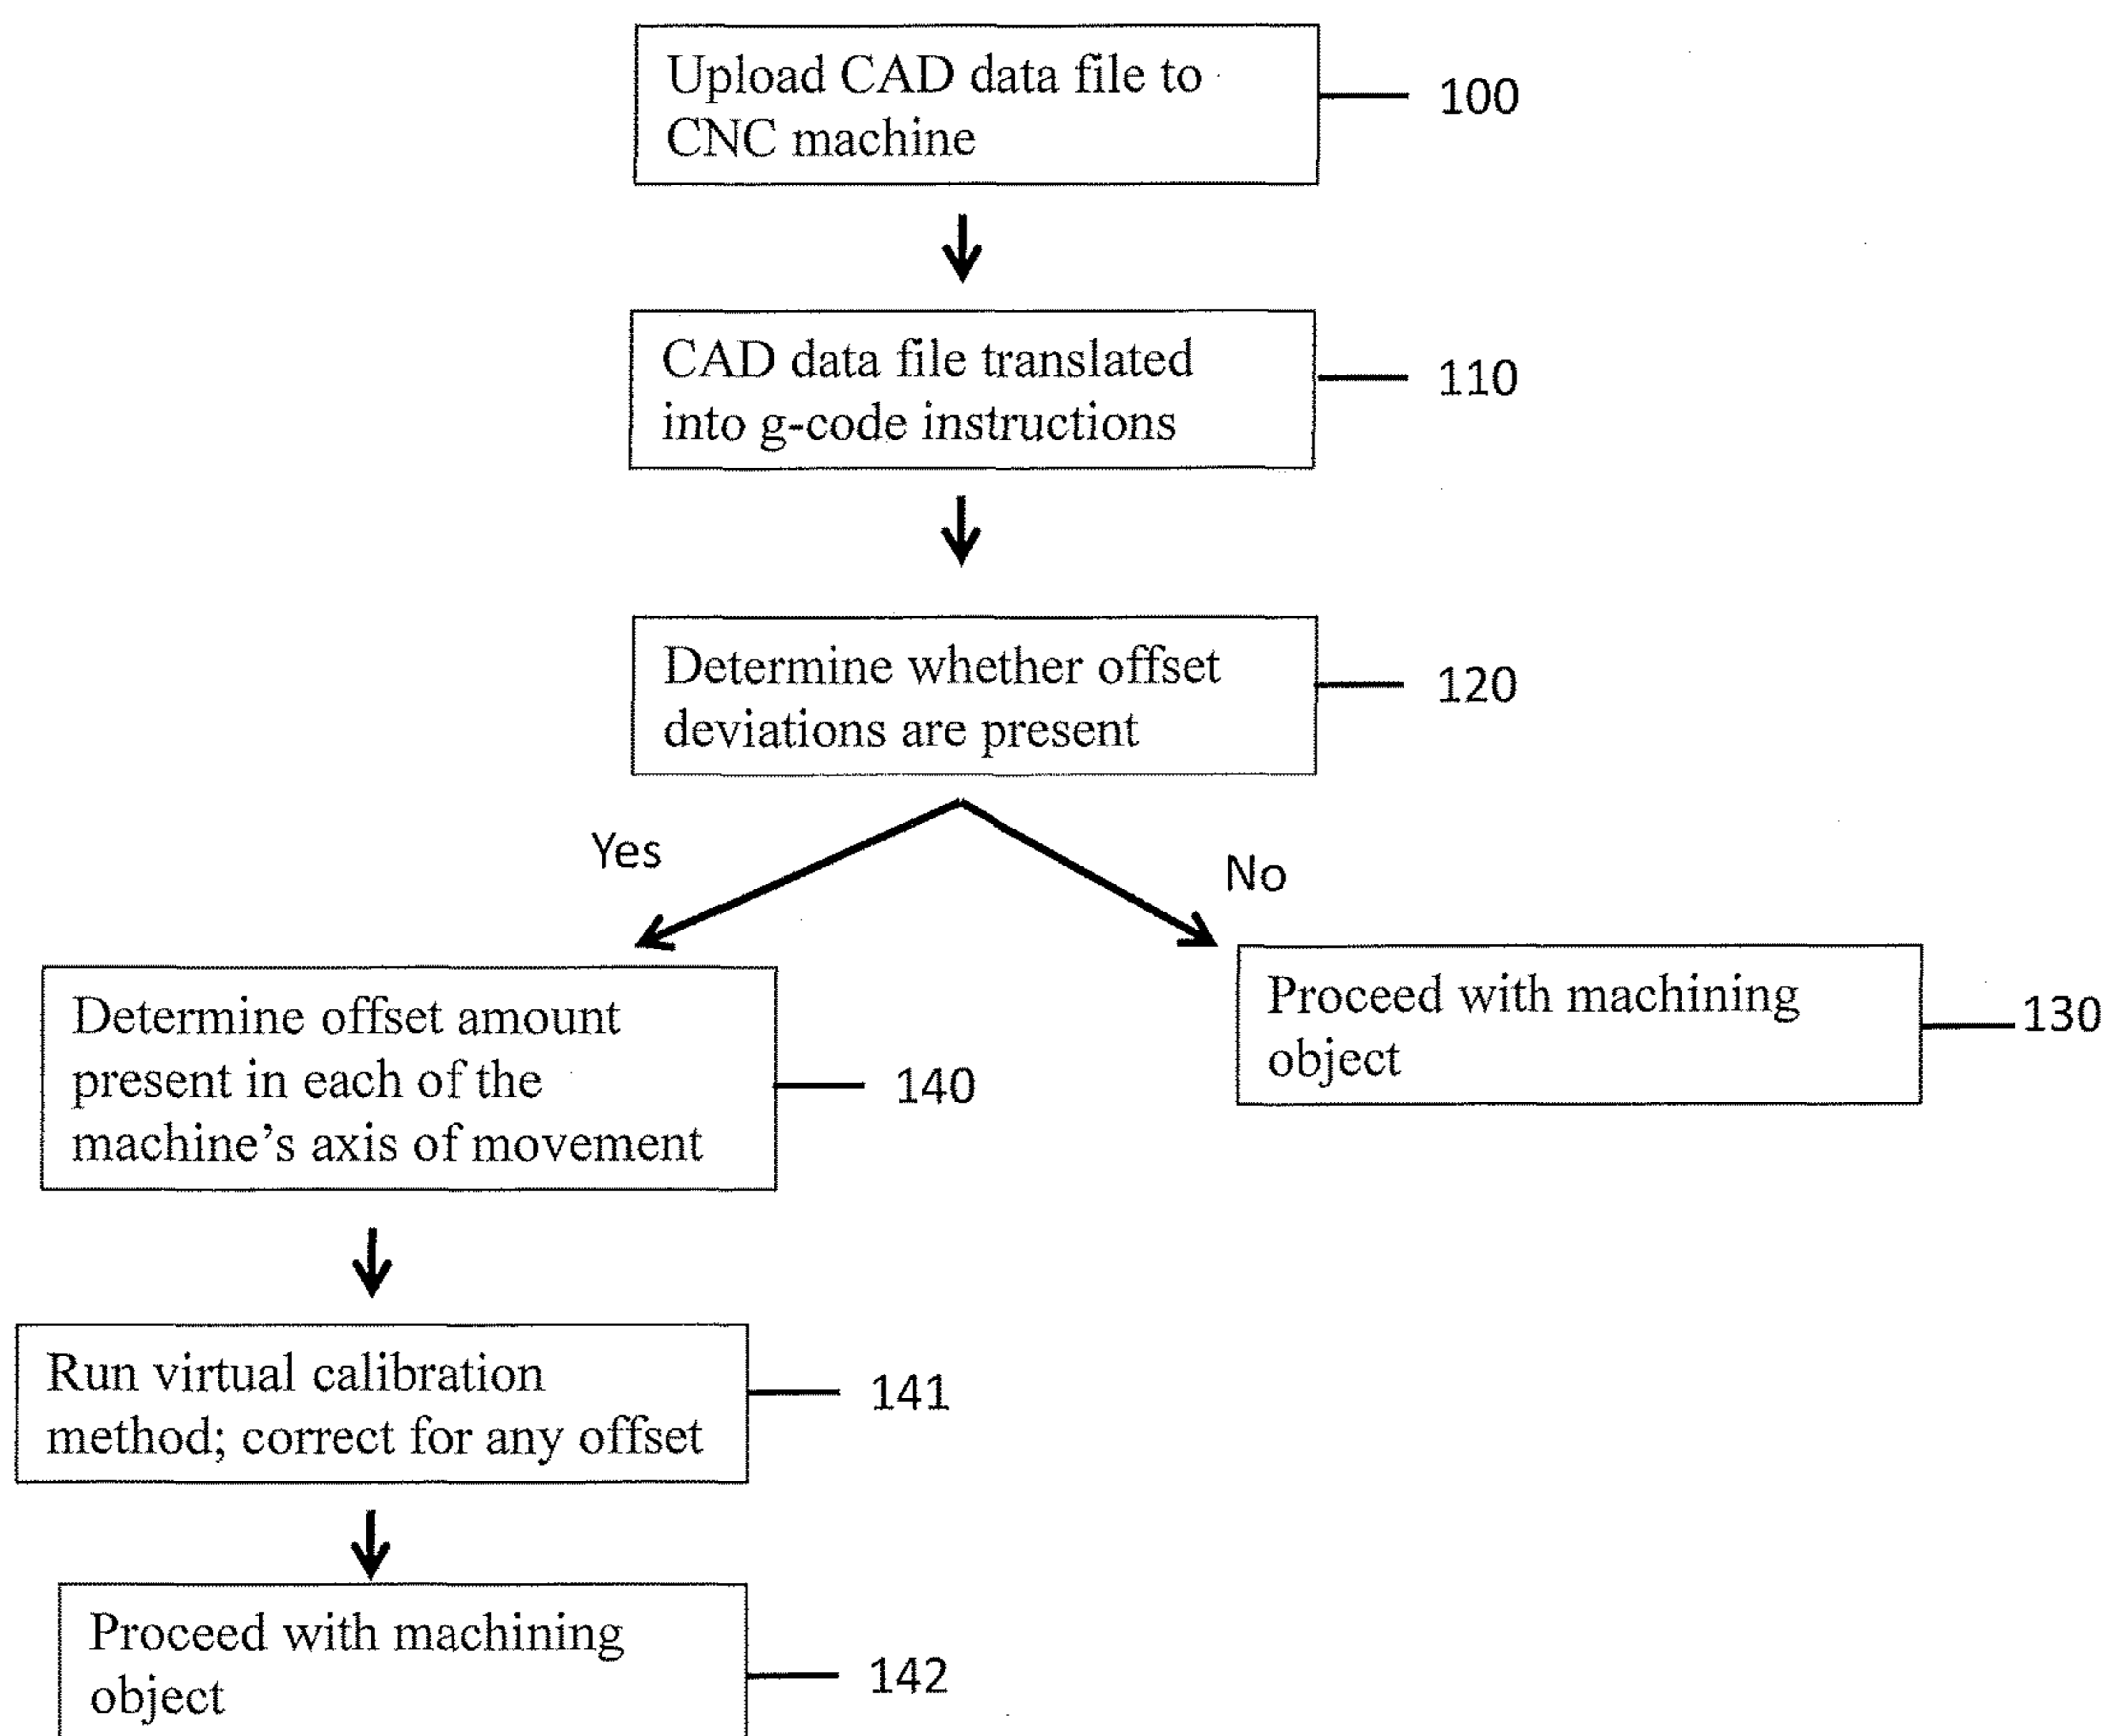 Upload CAD data file to
CNC machine
100
CAD data file translated
into g-code instructions
110
Determine whether offset
deviations are present
120
Yes
No
Determine offset amount
present in each of the
machine's axis of movement
140
Proceed with machining
object
130
Run virtual calibration
method; correct for any offset
141
Proceed with machining
object
142